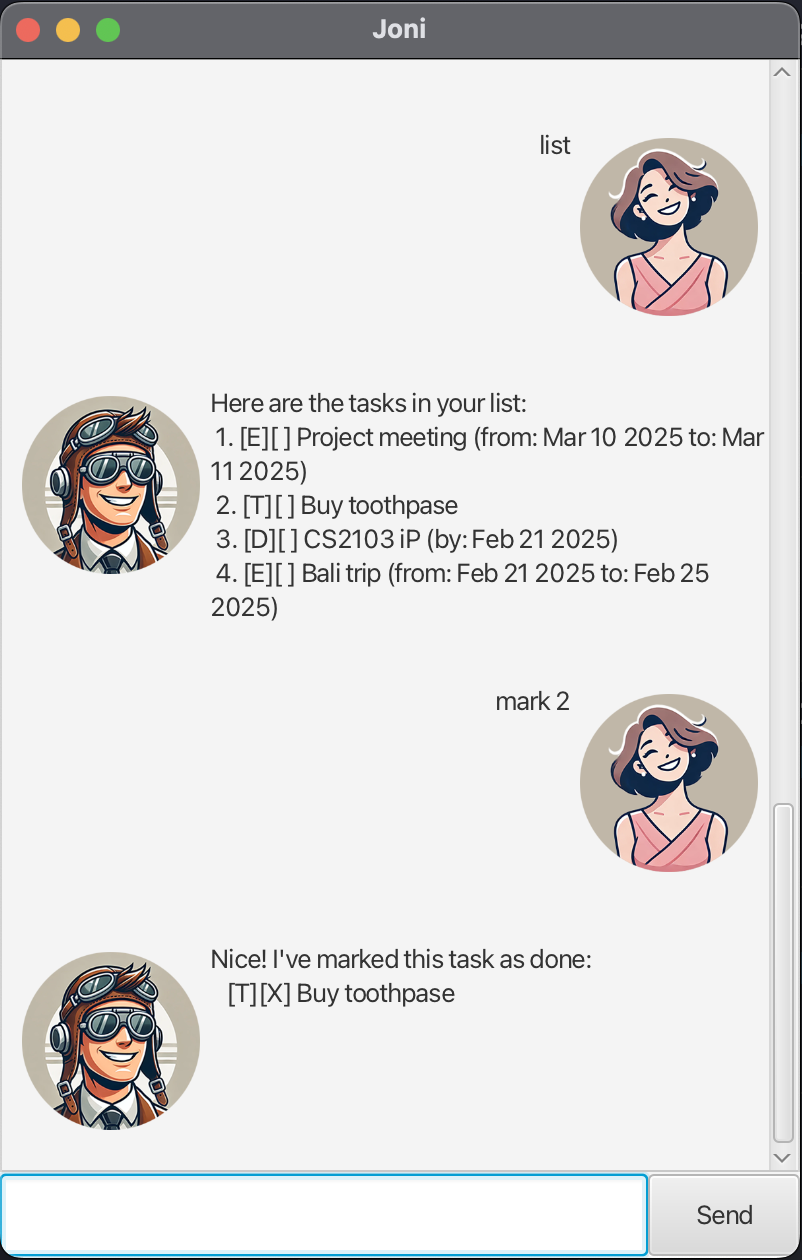 Joni
list
Here are the tasks in your list:
1. [E][ ] Project meeting (from: Mar 10 2025 to: Mar
11 2025)
2. [T][ ] Buy toothpase
3. [D][ ] CS2103 iP (by: Feb 21 2025)
4. [E][ ] Bali trip (from: Feb 21 2025 to: Feb 25
2025)
mark 2
Nice! I've marked this task as done:
[T][X] Buy toothpase
Send